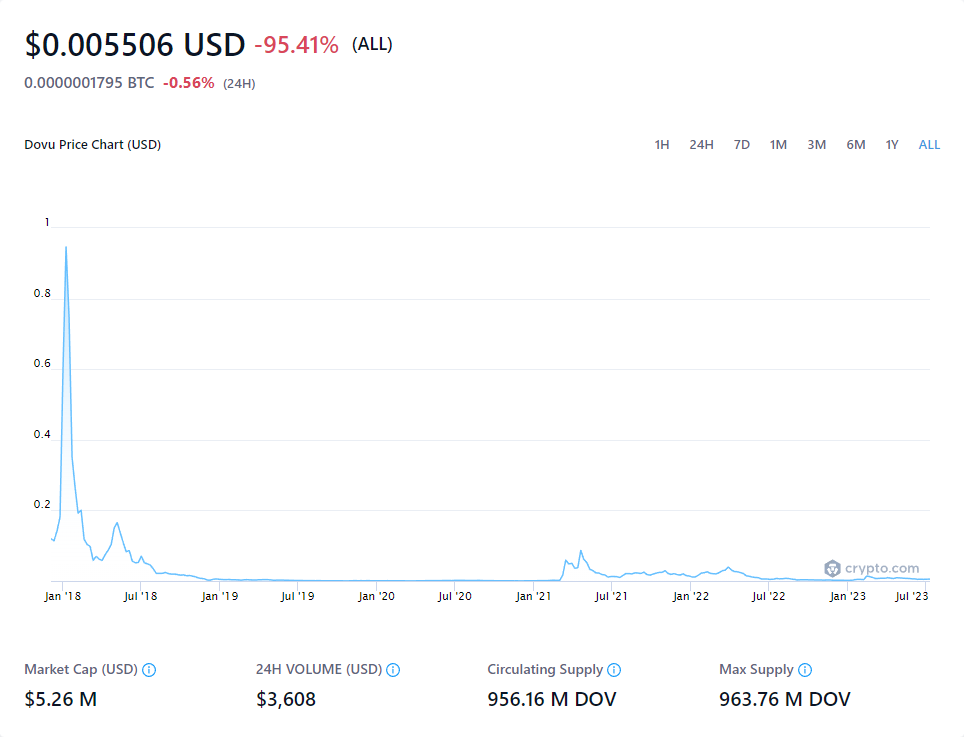 $0.005506 USD -95.41% (ALL)
0.0000001795 BTC -0.56% (24H)
Dovu Price Chart (USD) 1H 24H 7D 1M 3M 6M 1Y ALL
1
0.8
0.6
0.4
0.2
crypto.com
Jan '18 Jul '18 Jan '19 Jul '19 Jan '20 Jul '20 Jan '21 Jul '21 Jan '22 Jul '22 Jan '23 Jul '23
Market Cap (USD) 24H VOLUME (USD) Circulating Supply Max Supply
$5.26 M $3,608 956.16 M DOV 963.76 M DOV